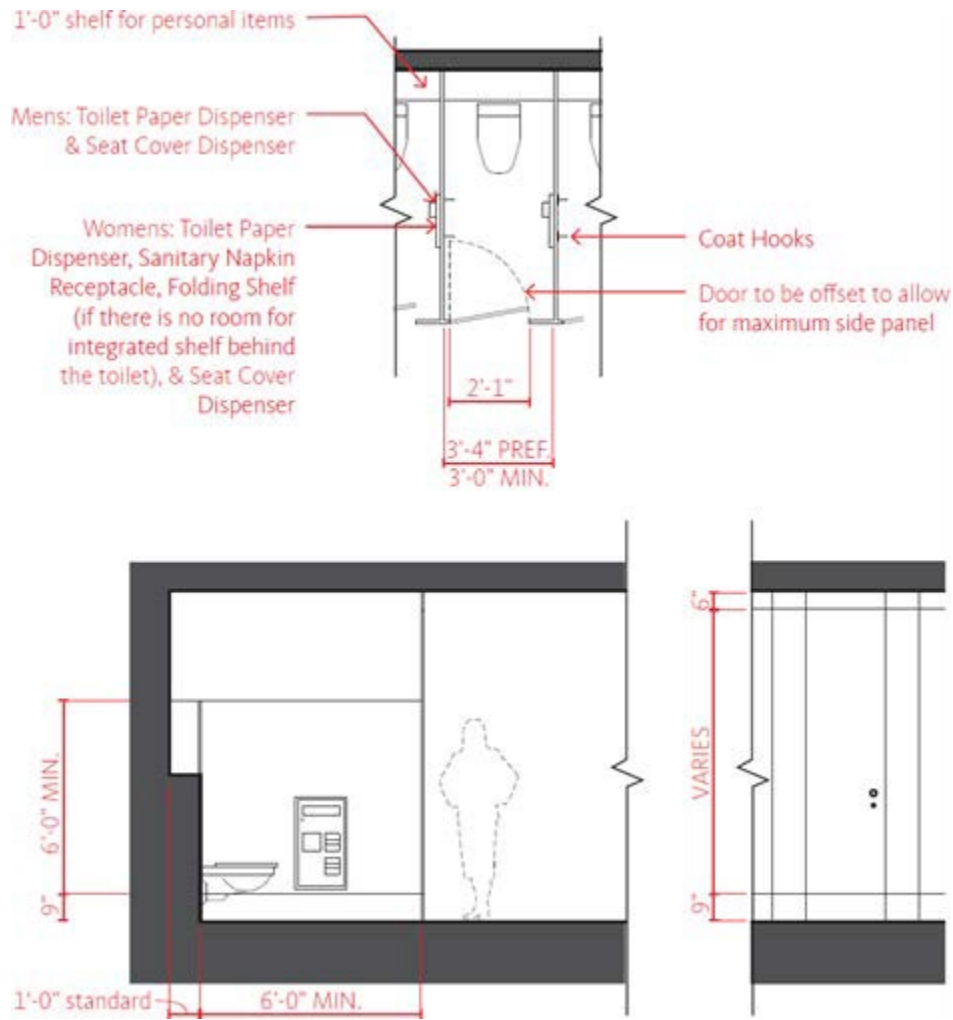 1'-0" shelf for personal items
Mens: Toilet Paper Dispenser
& Seat Cover Dispenser
Womens: Toilet Paper
Dispenser, Sanitary Napkin
Receptacle, Folding Shelf
(if there is no room for
integrated shelf behind
the toilet), & Seat Cover
Dispenser
Coat Hooks
Door to be offset to allow
for maximum side panel
2'-1"
3'-4" PREF.
3'-0" MIN.
6'-0" MIN.
9"
1'-0" standard
6'-0" MIN.
6"
VARIES
9"